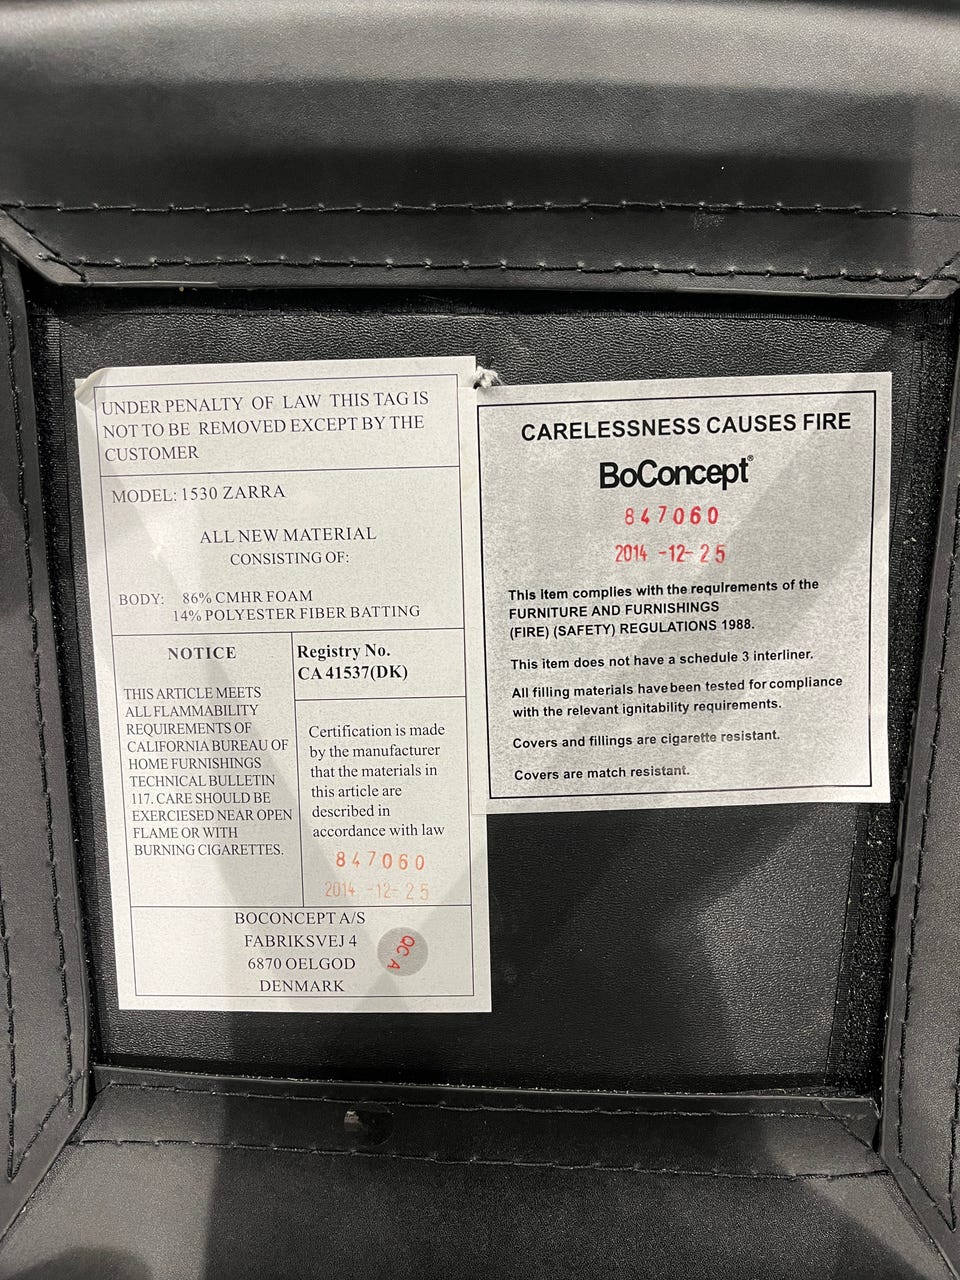 UNDER PENALTY OF LAW THIS TAG IS
NOT TO BE REMOVED EXCEPT BY THE
CUSTOMER
MODEL: 1530 ZARRA
ALL NEW MATERIAL
CONSISTING OF:
BODY: 86% CMHR FOAM
14% POLYESTER FIBER BATTING
NOTICE
THIS ARTICLE MEETS
ALL FLAMMABILITY
REQUIREMENTS OF
CALIFORNIA BUREAU OF
HOME FURNISHINGS
TECHNICAL BULLETIN
117. CARE SHOULD BE
EXERCIESED NEAR OPEN
FLAME OR WITH
BURNING CIGARETTES.
Registry No.
CA 41537(DK)
Certification is made
by the manufacturer
that the materials in
this article are
described in
accordance with law
847060
2014 -12- 25
BOCONCEPT A/S
FABRIKSVEJ 4
6870 OELGOD
DENMARK
QC A
CARELESSNESS CAUSES FIRE
BoConcept®
847060
2014 -12- 25
This item complies with the requirements of the
FURNITURE AND FURNISHINGS
(FIRE) (SAFETY) REGULATIONS 1988.
This item does not have a schedule 3 interliner.
All filling materials have been tested for compliance
with the relevant ignitability requirements.
Covers and fillings are cigarette resistant.
Covers are match resistant.